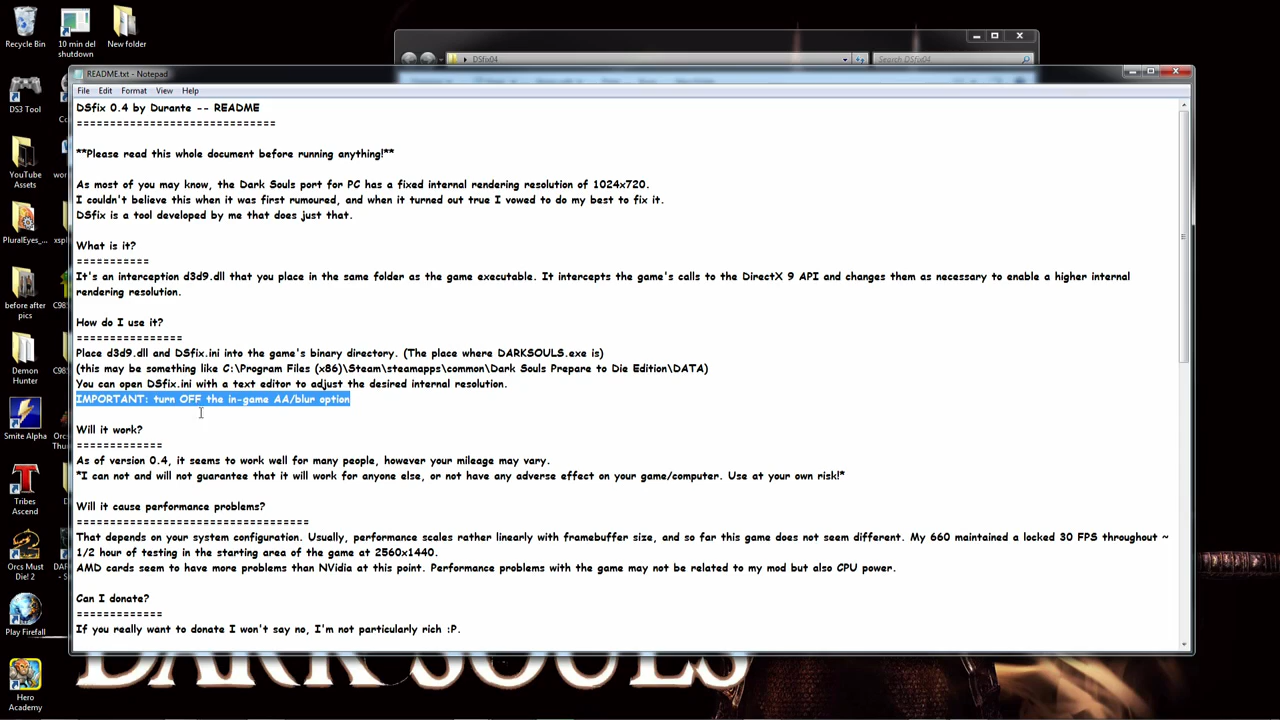 Recycle Bin
10 min del
shutdown
New folder
DSfix04
Search DSfix04
README.txt - Notepad
File Edit Format View Help
DS3 Tool
YouTube
Assets
PluralEyes_...
before after
pics
Demon
Hunter
Smite Alpha
Tribes
Ascend
Orcs Must
Die! 2
Play Firefall
Hero
Academy
DSfix 0.4 by Durante -- README
===========================
**Please read this whole document before running anything!**
As most of you may know, the Dark Souls port for PC has a fixed internal rendering resolution of 1024x720.
I couldn't believe this when it was first rumoured, and when it turned out true I vowed to do my best to fix it.
DSfix is a tool developed by me that does just that.
What is it?
===========
It's an interception d3d9.dll that you place in the same folder as the game executable. It intercepts the game's calls to the DirectX 9 API and changes them as necessary to enable a higher internal
rendering resolution.
How do I use it?
================
Place d3d9.dll and DSfix.ini into the game's binary directory. (The place where DARKSOULS.exe is)
(this may be something like C:\Program Files (x86)\Steam\steamapps\common\Dark Souls Prepare to Die Edition\DATA)
You can open DSfix.ini with a text editor to adjust the desired internal resolution.
IMPORTANT: turn OFF the in-game AA/blur option
Will it work?
=============
As of version 0.4, it seems to work well for many people, however your mileage may vary.
*I can not and will not guarantee that it will work for anyone else, or not have any adverse effect on your game/computer. Use at your own risk!*
Will it cause performance problems?
===================================
That depends on your system configuration. Usually, performance scales rather linearly with framebuffer size, and so far this game does not seem different. My 660 maintained a locked 30 FPS throughout ~
1/2 hour of testing in the starting area of the game at 2560x1440.
AMD cards seem to have more problems than NVidia at this point. Performance problems with the game may not be related to my mod but also CPU power.
Can I donate?
=============
If you really want to donate I won't say no, I'm not particularly rich :P.
DARK SOULS